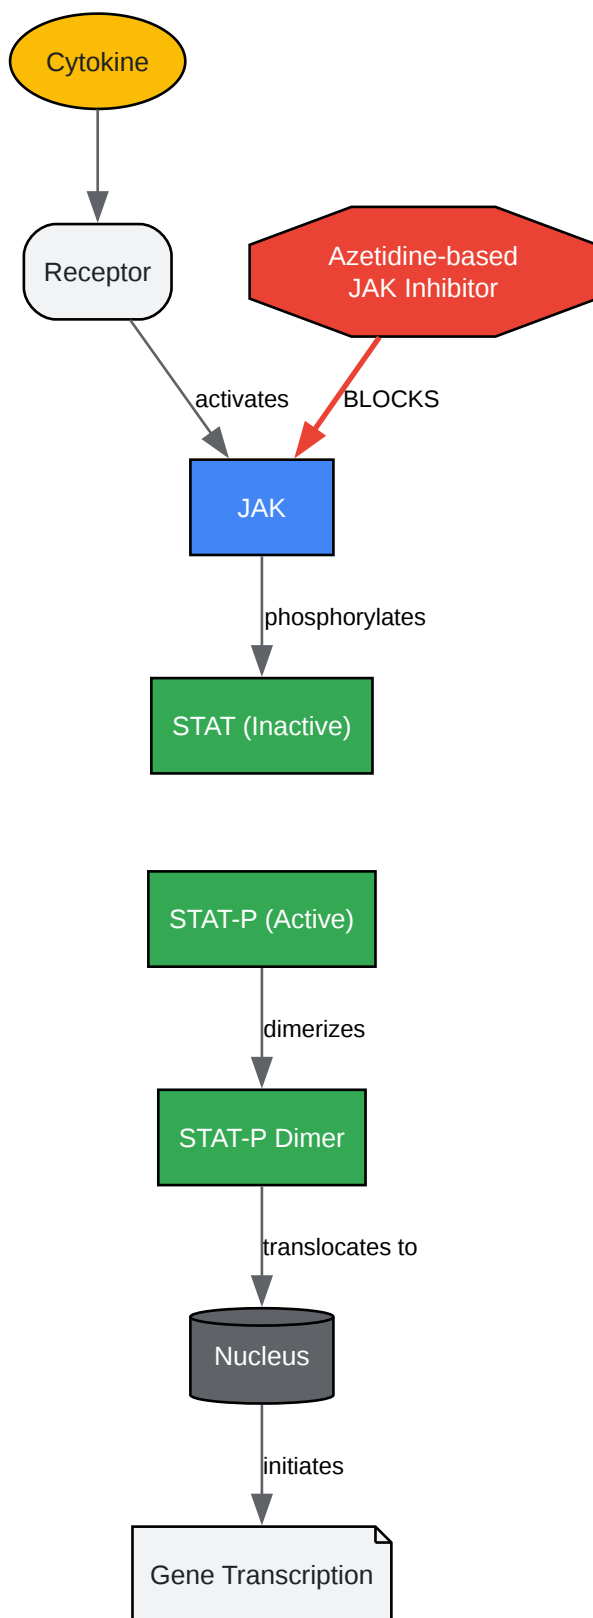 Cytokine
Receptor
Azetidine-based
JAK Inhibitor
activates
BLOCKS
JAK
phosphorylates
STAT (Inactive)
STAT-P (Active)
dimerizes
STAT-P Dimer
translocates to
Nucleus
initiates
Gene Transcription